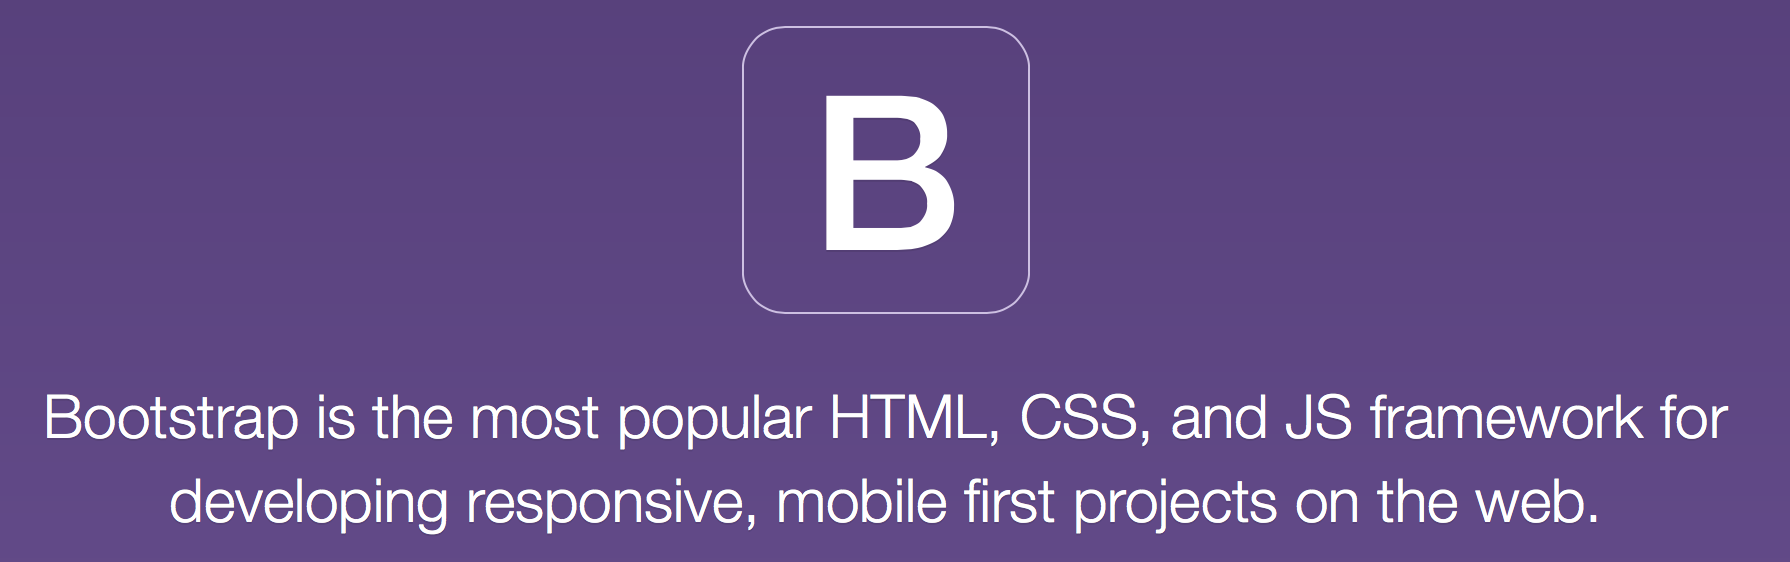 B
Bootstrap is the most popular HTML, CSS, and JS framework for
developing responsive, mobile first projects on the web.